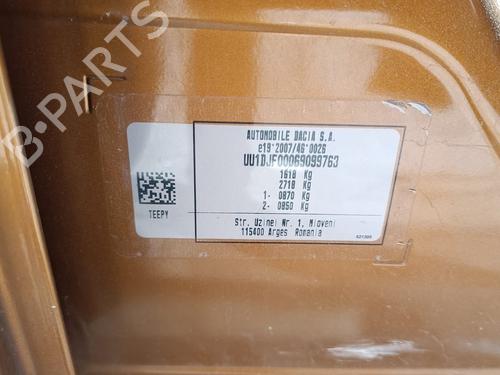 B-PARTS
AUTOMOBILE DACIA S.A.
e19*2007/46*0026
UU1DJF00069099763
1618 Kg
2718 Kg
1- 0870 Kg
2- 0850 Kg
TEEPY
Str. Uzinei Nr. 1, Mioveni
115400 Arges Romania